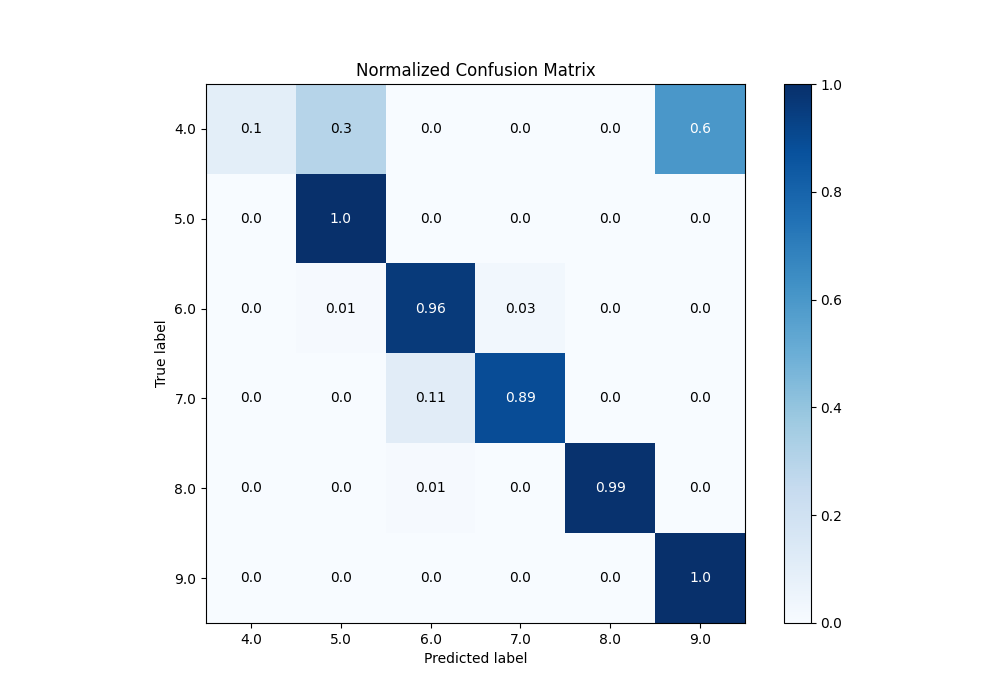 Normalized Confusion Matrix
4.0 0.1 0.3 0.0 0.0 0.0 0.6
5.0 0.0 1.0 0.0 0.0 0.0 0.0
6.0 0.0 0.01 0.96 0.03 0.0 0.0
7.0 0.0 0.0 0.11 0.89 0.0 0.0
8.0 0.0 0.0 0.01 0.0 0.99 0.0
9.0 0.0 0.0 0.0 0.0 0.0 1.0
4.0 5.0 6.0 7.0 8.0 9.0
Predicted label
True label
1.0
0.8
0.6
0.4
0.2
0.0